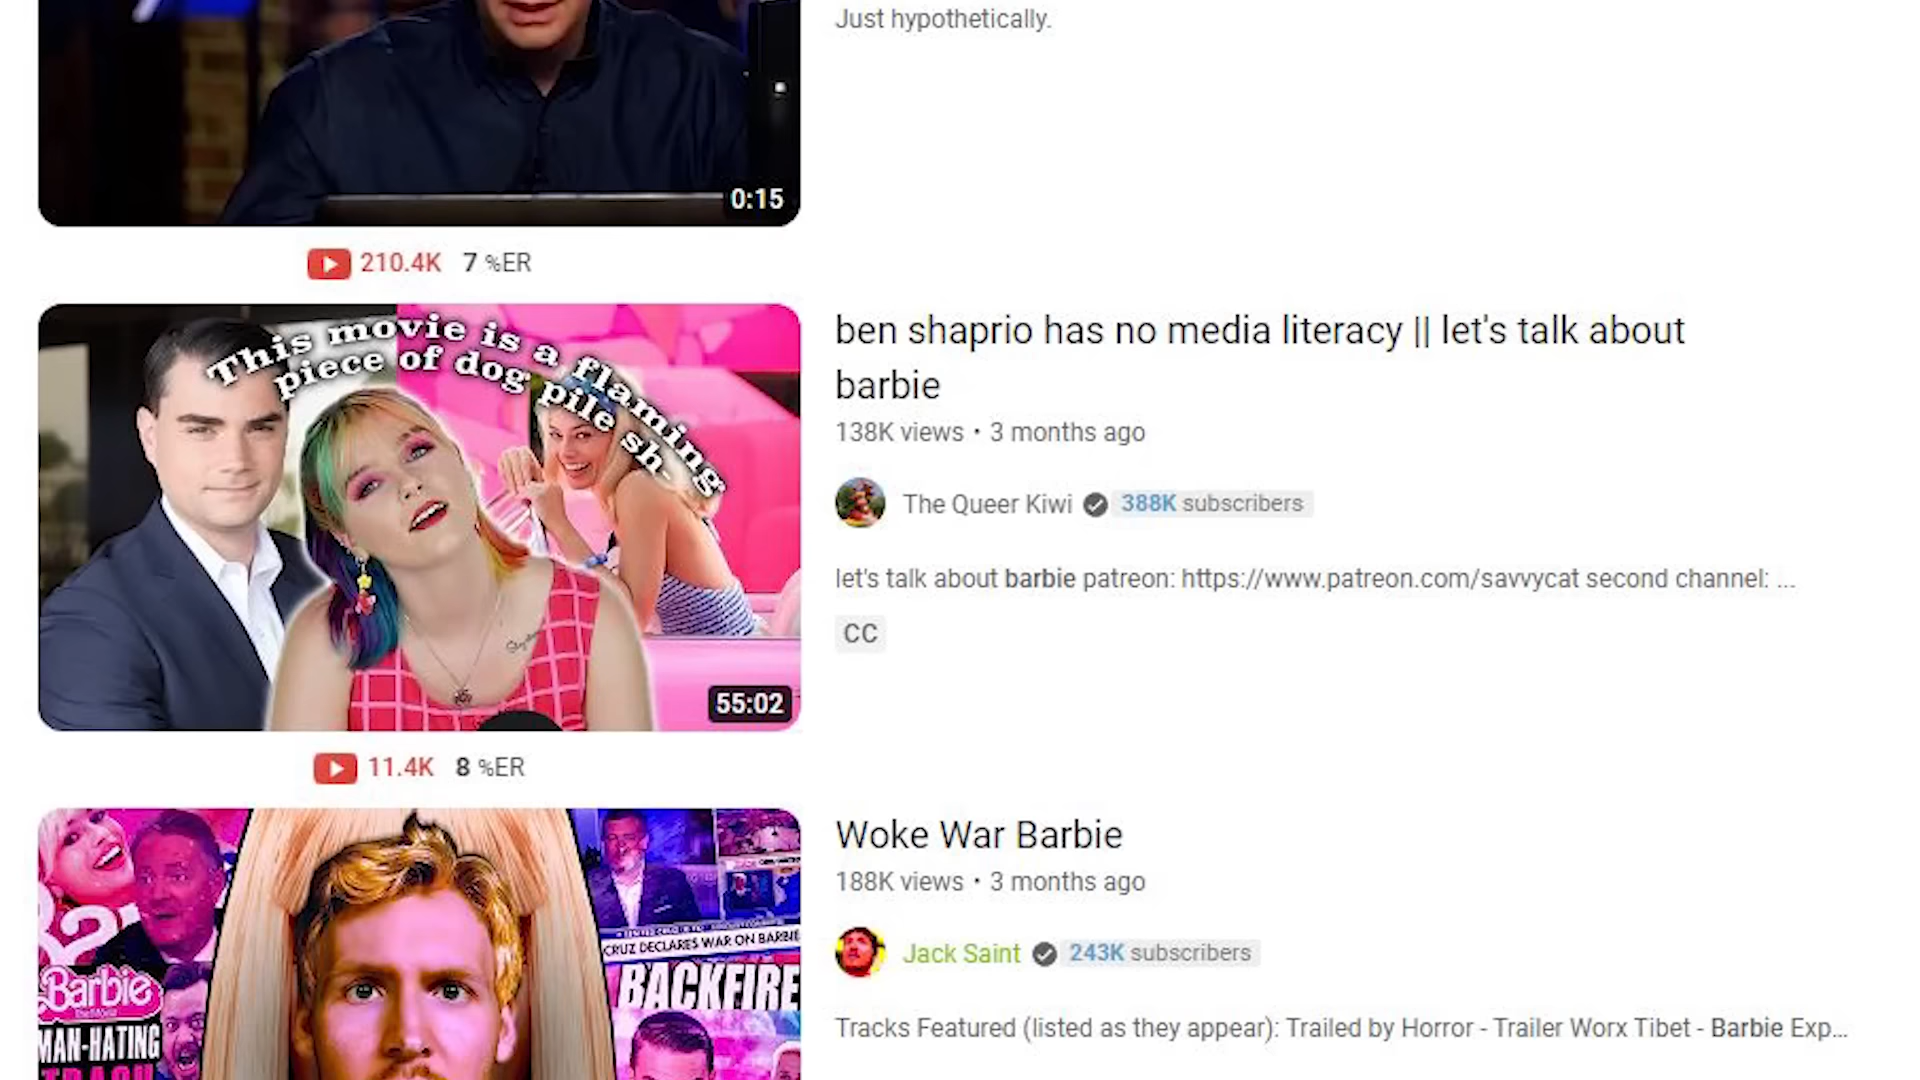 Just hypothetically.
0:15
210.4K 7 %ER
This movie is a flaming
piece of dog pile sh-
55:02
ben shaprio has no media literacy || let's talk about
barbie
138K views • 3 months ago
The Queer Kiwi 388K subscribers
let's talk about barbie patreon: https://www.patreon.com/savvycat second channel: ...
CC
11.4K 8 %ER
Barbie
MAN-HATING
TRASH
CRUZ DECLARES WAR ON BARBIE
BACKFIRE
Woke War Barbie
188K views • 3 months ago
Jack Saint 243K subscribers
Tracks Featured (listed as they appear): Trailed by Horror - Trailer Worx Tibet - Barbie Exp...